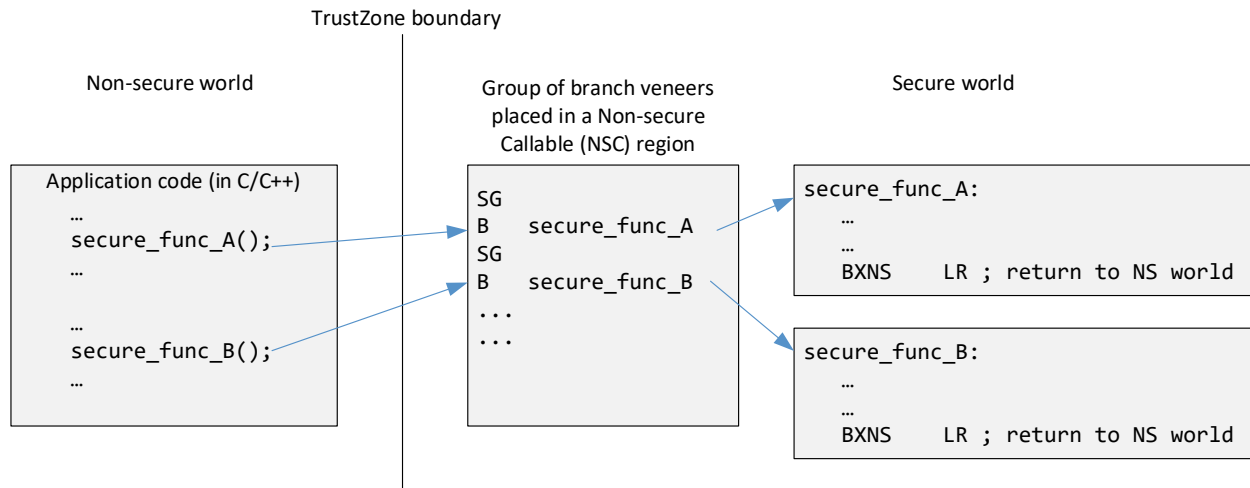 TrustZone boundary
Non-secure world
Application code (in C/C++)
…
secure_func_A();
…
…
secure_func_B();
…
Group of branch veneers
placed in a Non-secure
Callable (NSC) region
SG
B secure_func_A
SG
B secure_func_B
...
...
Secure world
secure_func_A:
…
…
BXNS LR ; return to NS world
secure_func_B:
…
…
BXNS LR ; return to NS world